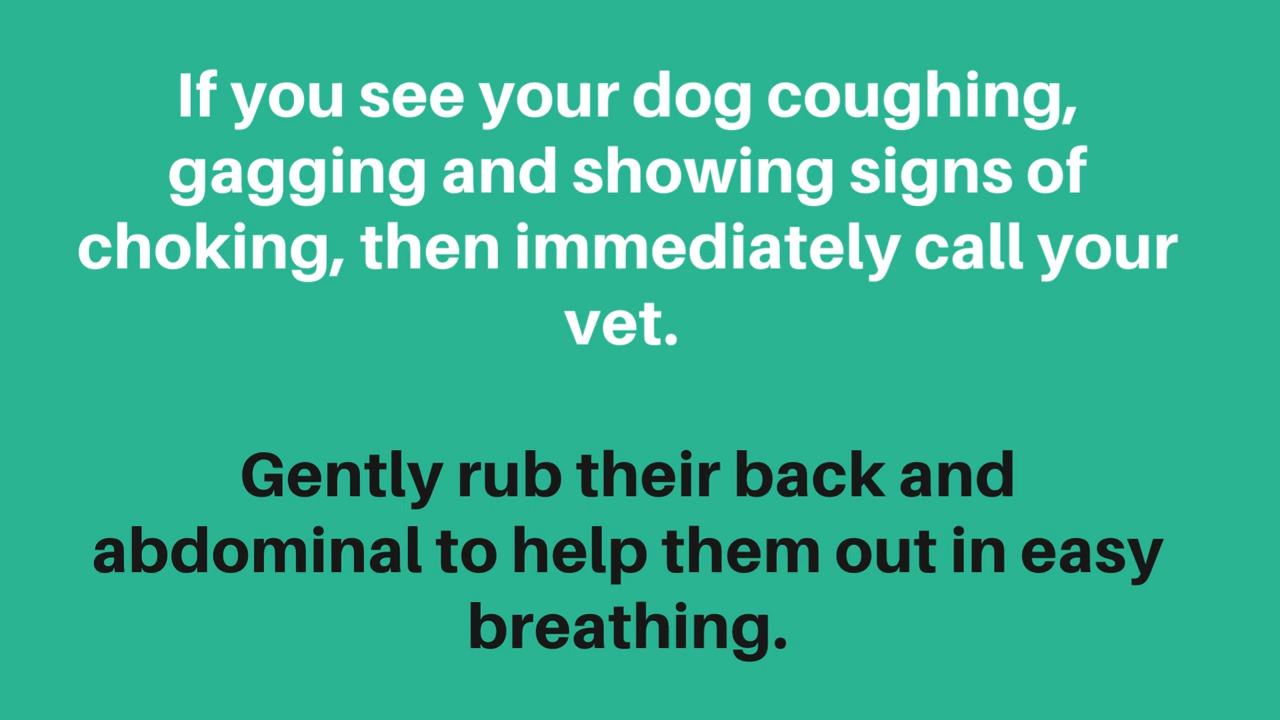 If you see your dog coughing,
gagging and showing signs of
choking, then immediately call your
vet.
Gently rub their back and
abdominal to help them out in easy
breathing.